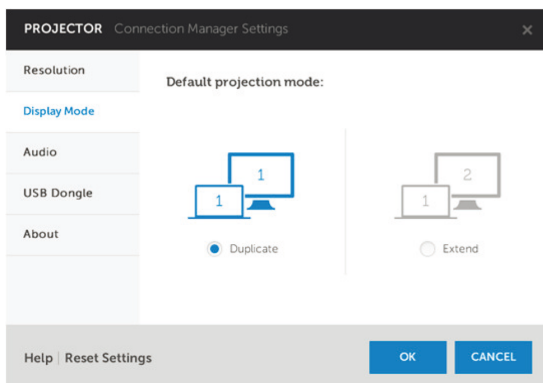 PROJECTOR Connection Manager Settings
Resolution
Display Mode
Audio
USB Dongle
About
Default projection mode:
1
1
Duplicate
2
1
Extend
Help | Reset Settings
OK
CANCEL